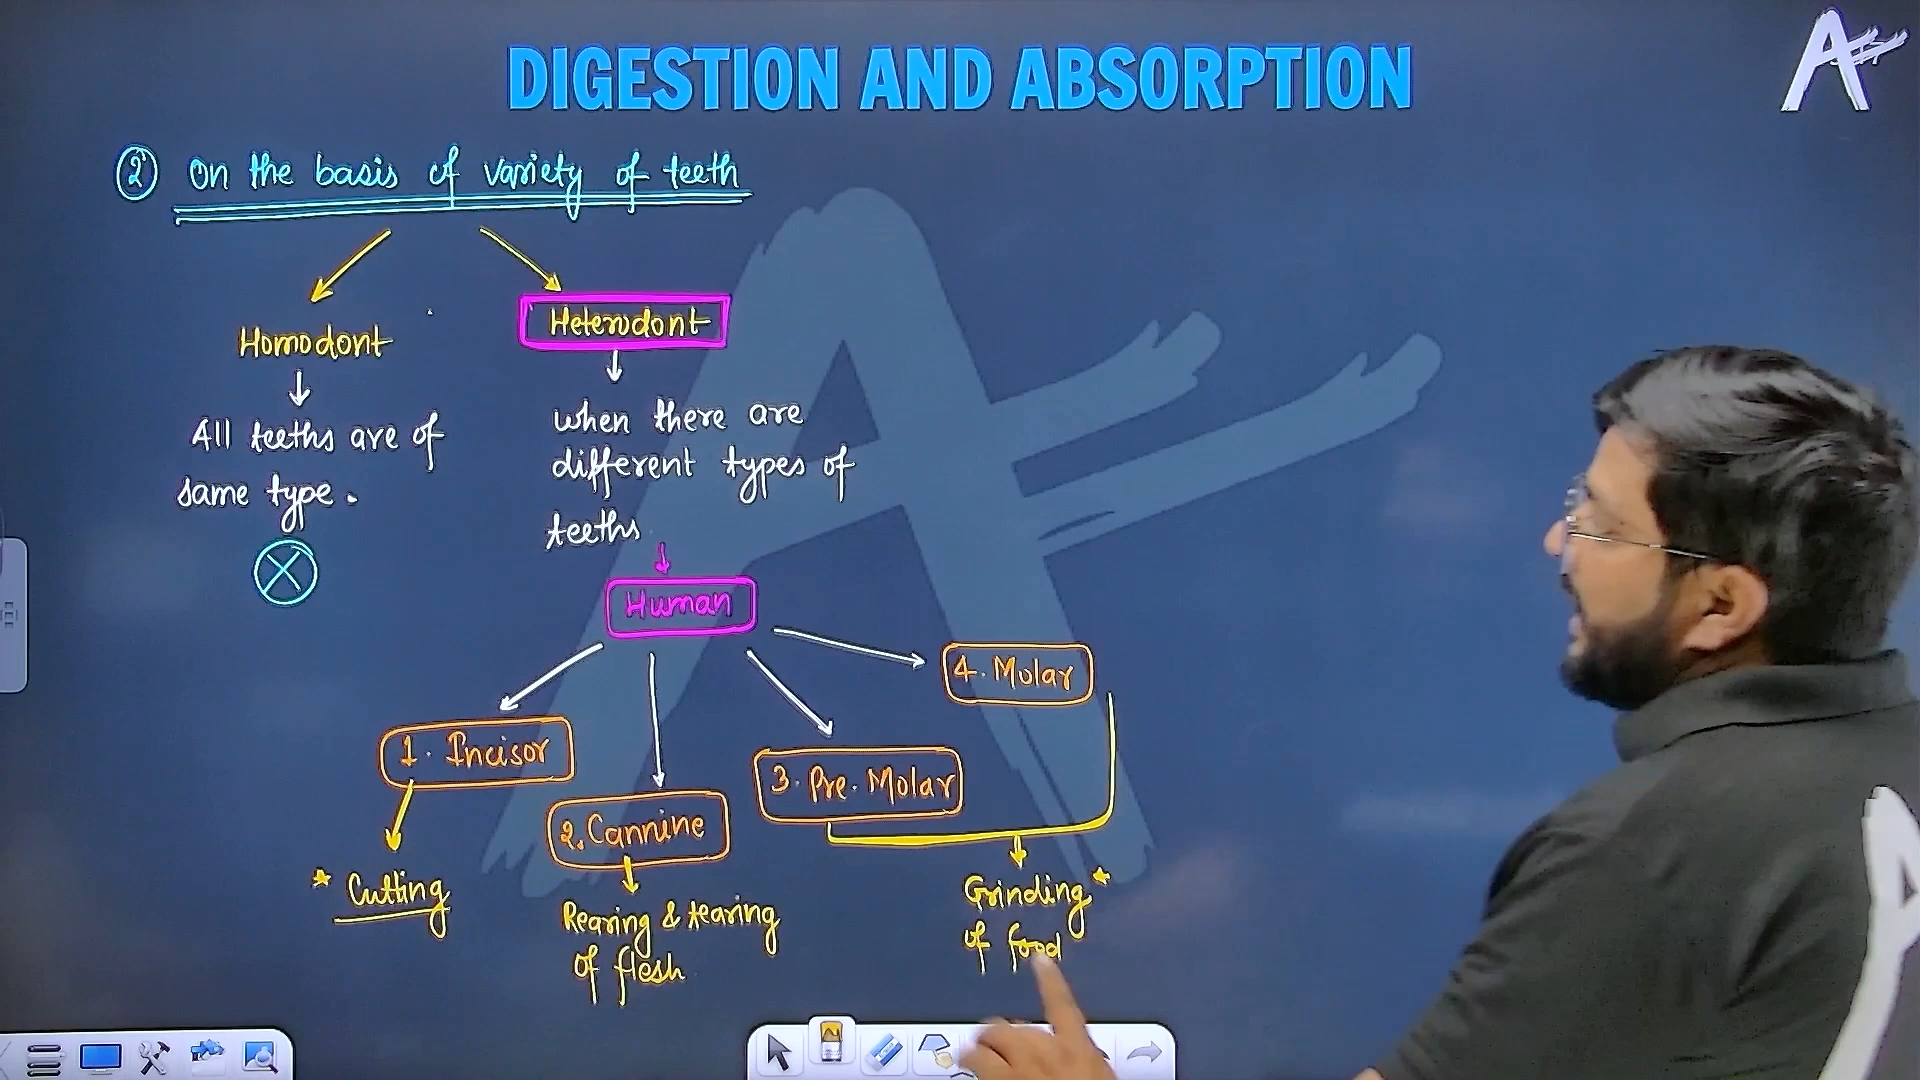 DIGESTION AND ABSORPTION
② On the basis of variety of teeth
Homodont
Heterodont
All teeths are of
same type.
when there are
different types of
teeths
Human
1. Incisor
2. Cannine
3. Pre. Molar
4. Molar
* Cutting
Rearing & tearing
of flesh
Grinding *
of food